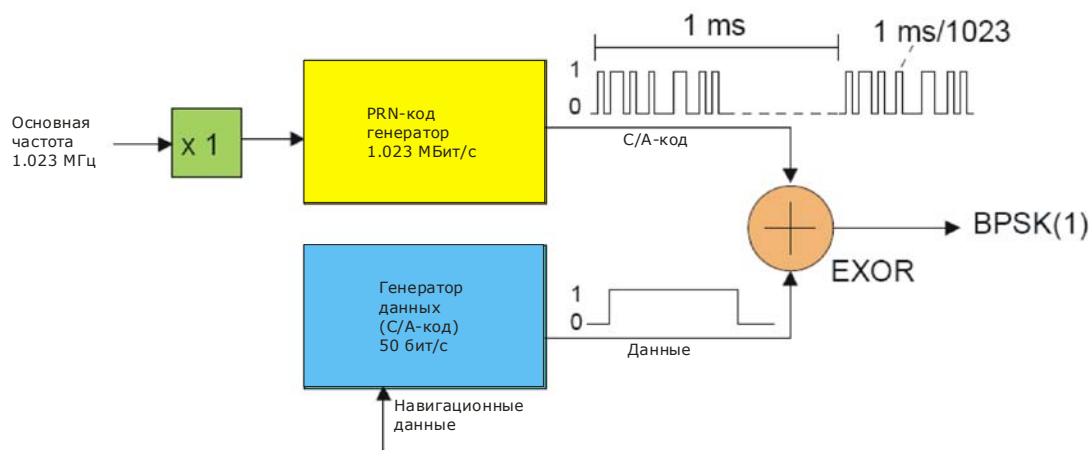 1 ms
1 ms/1023
1
0
Основная
частота
1.023 МГц
x 1
PRN-код
генератор
1.023 МБит/с
С/А-код
BPSK(1)
EXOR
Генератор
данных
(С/А-код)
50 бит/с
1
0
Данные
Навигационные
данные